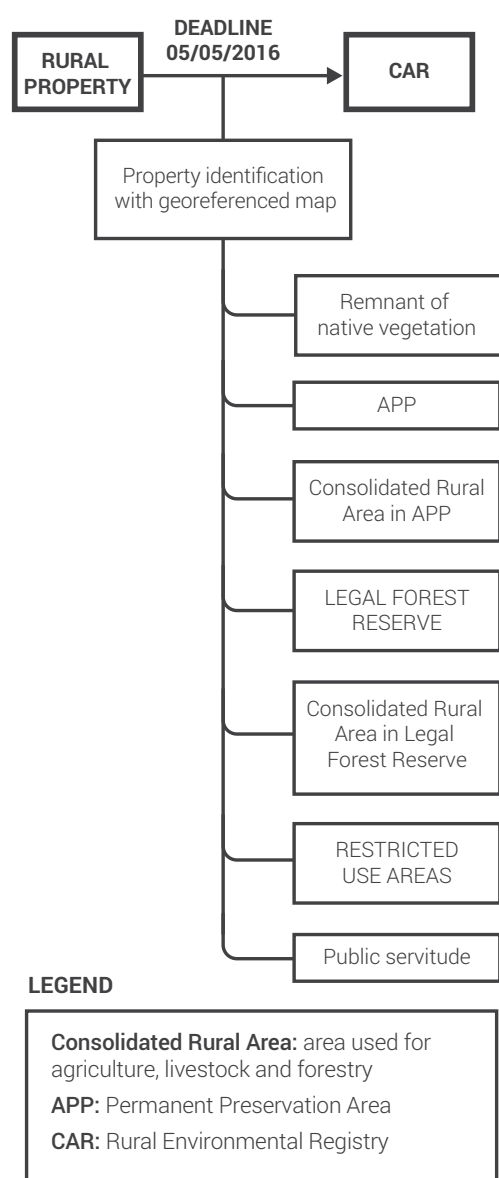 DEADLINE
05/05/2016
RURAL
PROPERTY
CAR
Property identification
with georeferenced map
Remnant of
native vegetation
APP
Consolidated Rural
Area in APP
LEGAL FOREST
RESERVE
Consolidated Rural
Area in Legal
Forest Reserve
RESTRICTED
USE AREAS
Public servitude
LEGEND
Consolidated Rural Area: area used for
agriculture, livestock and forestry
APP: Permanent Preservation Area
CAR: Rural Environmental Registry